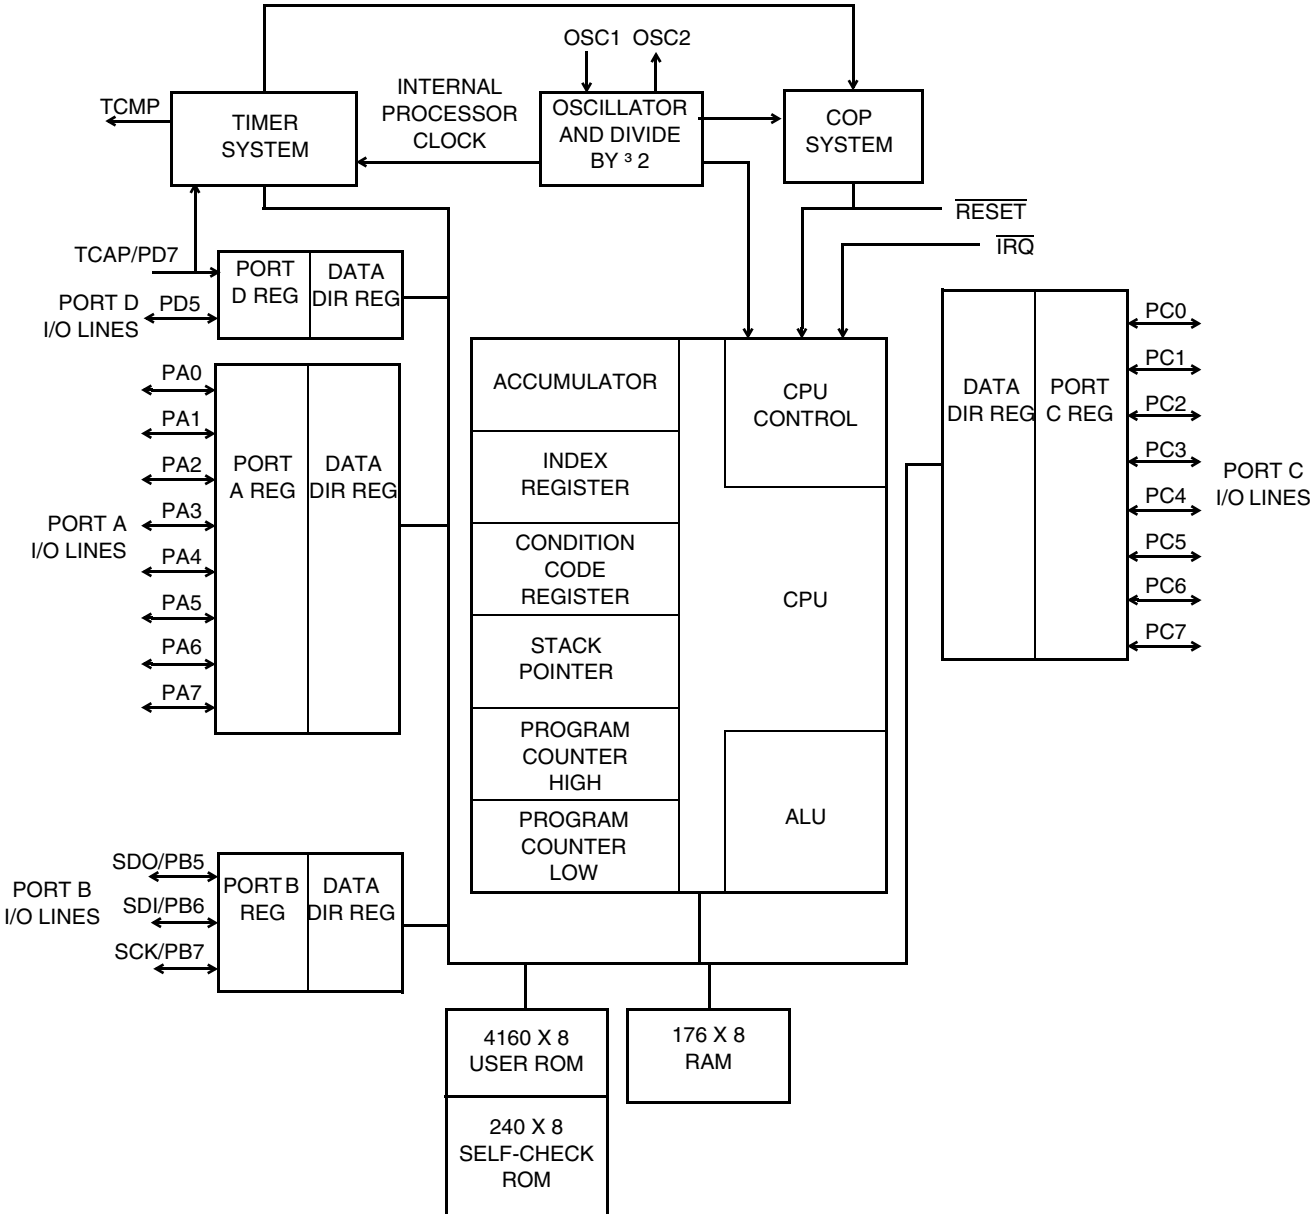 OSC1 OSC2
TCMP
TIMER
SYSTEM
INTERNAL
PROCESSOR
CLOCK
OSCILLATOR
AND DIVIDE
BY ³ 2
COP
SYSTEM
RESET
IRQ
TCAP/PD7
PORT D
I/O LINES
PD5
PORT
D REG
DATA
DIR REG
PORT A
I/O LINES
PA0
PA1
PA2
PA3
PA4
PA5
PA6
PA7
PORT
A REG
DATA
DIR REG
PORT B
I/O LINES
SDO/PB5
SDI/PB6
SCK/PB7
PORT B
REG
DATA
DIR REG
ACCUMULATOR
INDEX
REGISTER
CONDITION
CODE
REGISTER
STACK
POINTER
PROGRAM
COUNTER
HIGH
PROGRAM
COUNTER
LOW
CPU
CONTROL
CPU
ALU
DATA
DIR REG
PORT
C REG
PC0
PC1
PC2
PC3
PC4
PC5
PC6
PC7
PORT C
I/O LINES
4160 X 8
USER ROM
240 X 8
SELF-CHECK
ROM
176 X 8
RAM